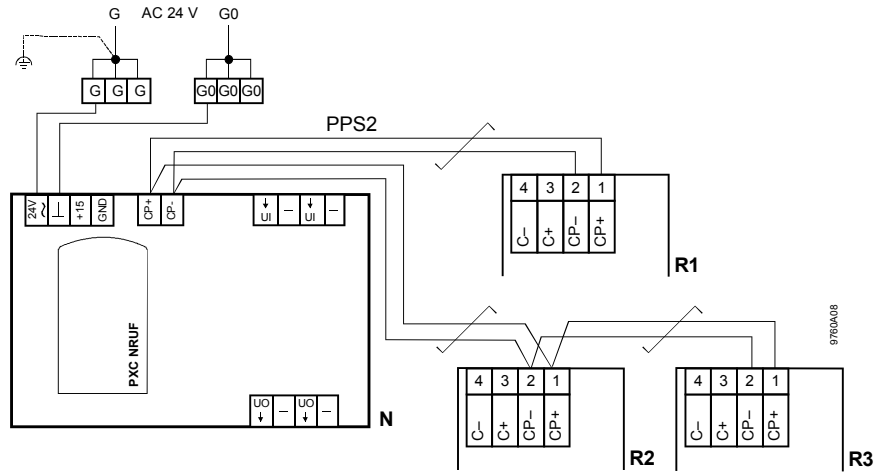 G AC 24 V G0
G G G G0 G0 G0
PPS2
24V ~ ⊥ +15 GND CP+ CP- ↓ UI – ↓ UI –
4 3 2 1
C– C+ CP– CP+
R1
PXC NRUF
UO ↓ – UO ↓ –
N
4 3 2 1
C– C+ CP– CP+
R2
4 3 2 1
C– C+ CP– CP+
R3
9760A08